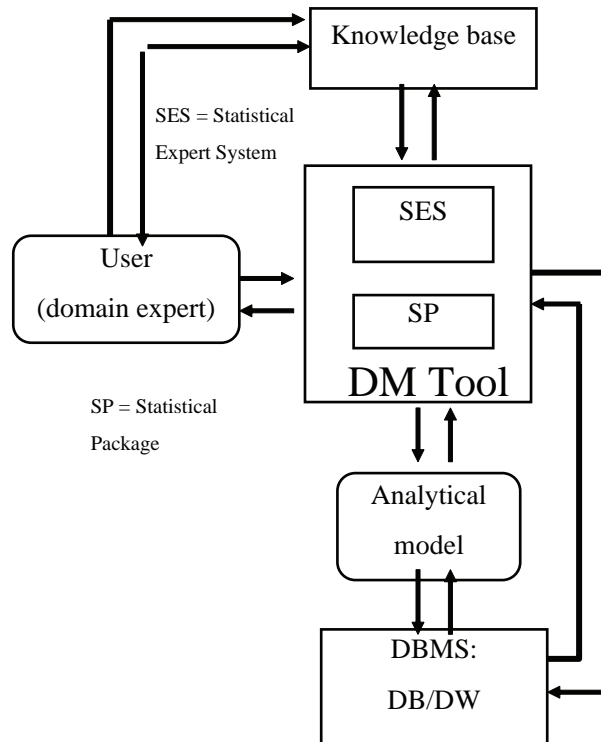 Knowledge base
SES = Statistical
Expert System
SES
User
(domain expert)
SP
DM Tool
SP = Statistical
Package
Analytical
model
DBMS:
DB/DW